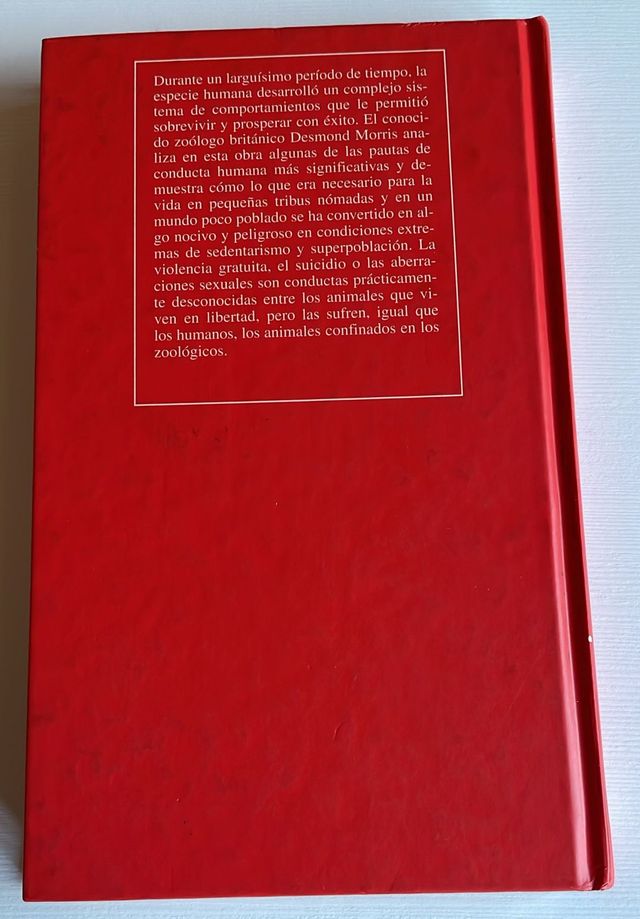 Durante un larguísimo período de tiempo, la
especie humana desarrolló un complejo sis-
tema de comportamientos que le permitió
sobrevivir y prosperar con éxito. El conoci-
do zoólogo británico Desmond Morris ana-
liza en esta obra algunas de las pautas de
conducta humana más significativas y de-
muestra cómo lo que era necesario para la
vida en pequeñas tribus nómadas y en un
mundo poco poblado se ha convertido en al-
go nocivo y peligroso en condiciones extre-
mas de sedentarismo y superpoblación. La
violencia gratuita, el suicidio o las aberra-
ciones sexuales son conductas prácticamen-
te desconocidas entre los animales que vi-
ven en libertad, pero las sufren, igual que
los humanos, los animales confinados en los
zoológicos.